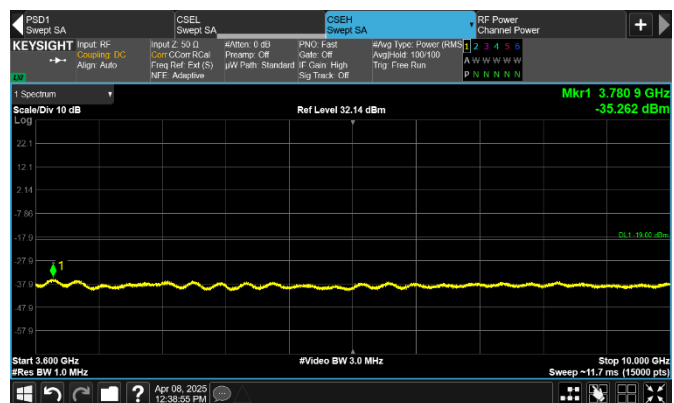 PSD1
Swept SA
CSEL
Swept SA
CSEH
Swept SA
RF Power
Channel Power
+
KEYSIGHT
Input: RF
Coupling: DC
Align: Auto
Input Z: 50 Ω
Corr CCorr RCal
Freq Ref: Ext (S)
NFE: Adaptive
#Atten: 0 dB
Preamp: Off
µW Path: Standard
PNO: Fast
Gate: Off
IF Gain: High
Sig Track: Off
#Avg Type: Power (RMS)
Avg|Hold: 100/100
Trig: Free Run
1 2 3 4 5 6
A W W W W W
P N N N N N
LXI
1 Spectrum
Mkr1 3.780 9 GHz
Scale/Div 10 dB
Ref Level 32.14 dBm
-35.262 dBm
Log
22.1
12.1
2.14
-7.86
-17.9
DL1 -19.00 dBm
-27.9
1
-37.9
-47.9
-57.9
Start 3.600 GHz
#Video BW 3.0 MHz
Stop 10.000 GHz
#Res BW 1.0 MHz
Sweep ~11.7 ms (15000 pts)
?
Apr 08, 2025
12:38:55 PM